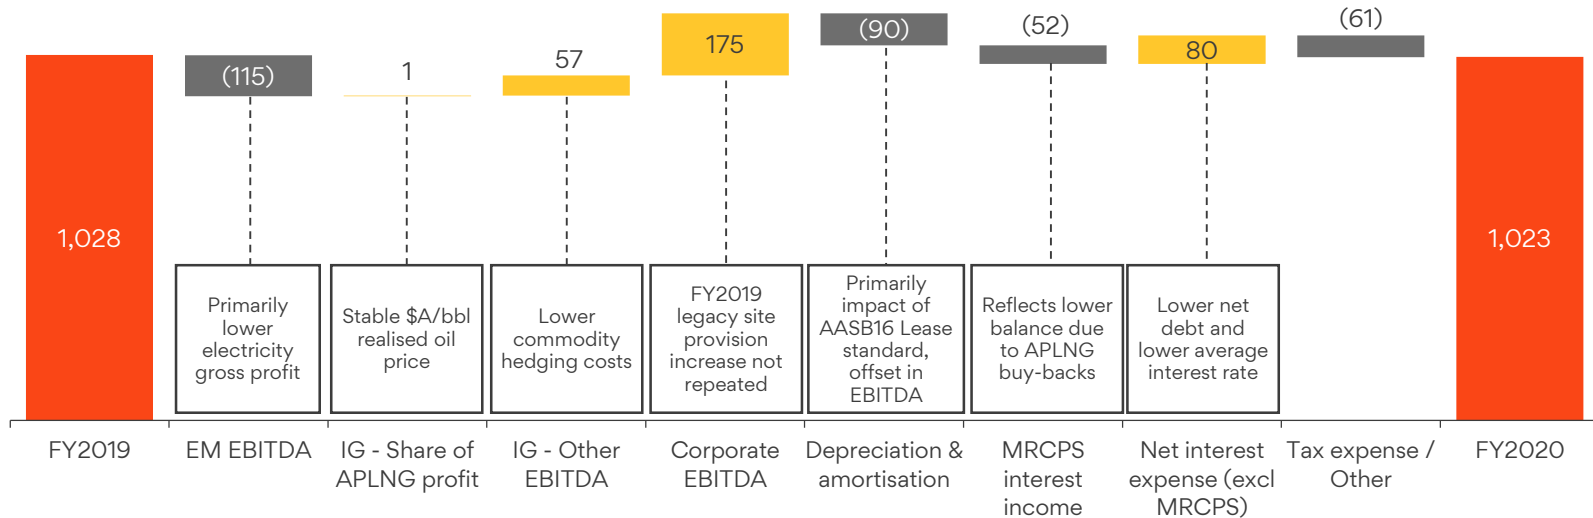 1,028
(115)
1
57
175
(90)
(52)
80
(61)
1,023
Primarily
lower
electricity
gross profit
Stable $A/bbl
realised oil
price
Lower
commodity
hedging costs
FY2019
legacy site
provision
increase not
repeated
Primarily
impact of
AASB16 Lease
standard,
offset in
EBITDA
Reflects lower
balance due
to APLNG
buy-backs
Lower net
debt and
lower average
interest rate
FY2019
EM EBITDA
IG - Share of
APLNG profit
IG - Other
EBITDA
Corporate
EBITDA
Depreciation &
amortisation
MRCPS
interest
income
Net interest
expense (excl
MRCPS)
Tax expense /
Other
FY2020